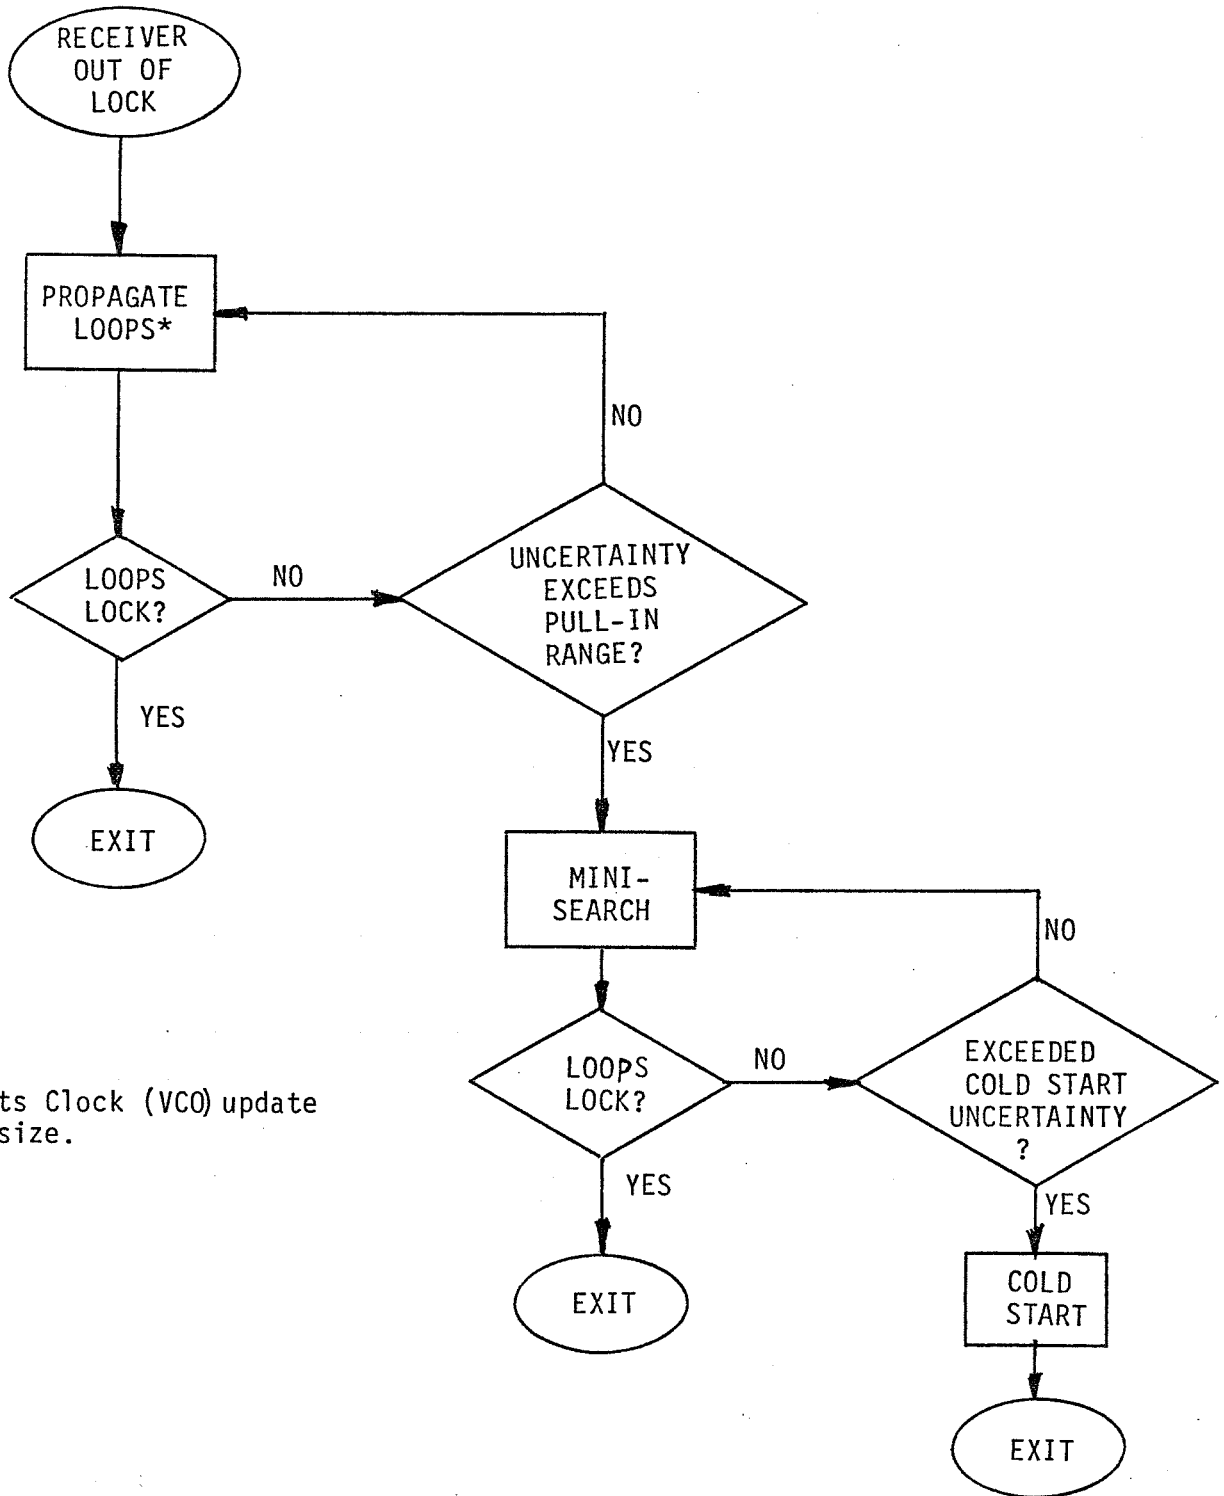 RECEIVER
OUT OF
LOCK
PROPAGATE
LOOPS*
NO
LOOPS
LOCK?
NO
UNCERTAINTY
EXCEEDS
PULL-IN
RANGE?
YES
YES
EXIT
MINI-
SEARCH
NO
LOOPS
LOCK?
NO
EXCEEDED
COLD START
UNCERTAINTY
?
ts Clock (VCO) update
size.
YES
YES
EXIT
COLD
START
EXIT